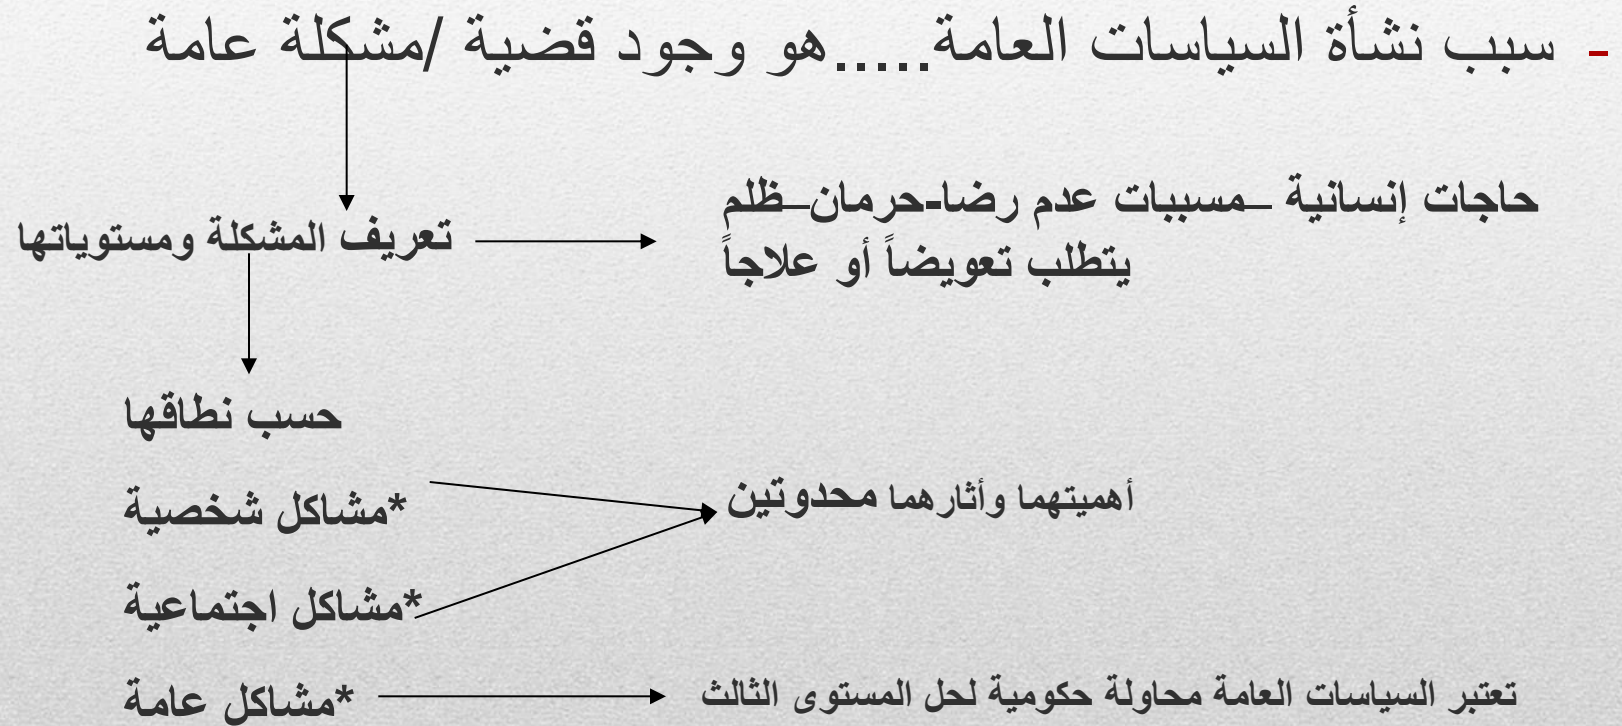 - سبب نشأة السياسات العامة.....هو وجود قضية /مشكلة عامة
حاجات إنسانية –مسببات عدم رضا-حرمان–ظلم
يتطلب تعويضاً أو علاجاً
تعريف المشكلة ومستوياتها
حسب نطاقها
*مشاكل شخصية
أهميتهما وأثارهما محدوتين
*مشاكل اجتماعية
*مشاكل عامة
تعتبر السياسات العامة محاولة حكومية لحل المستوى الثالث